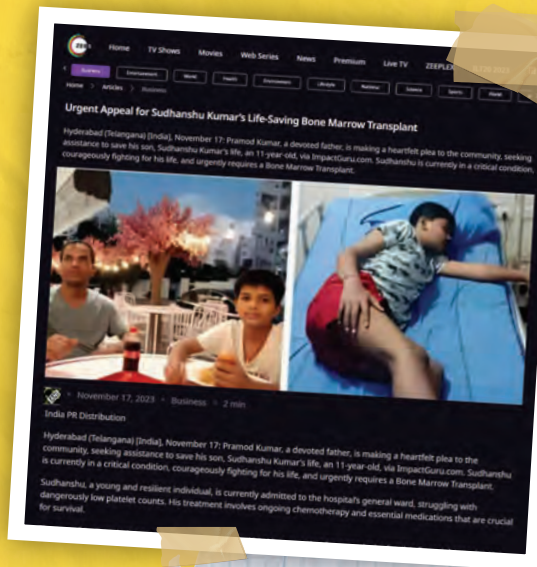 ZEE5
Home TV Shows Movies Web Series News Premium Live TV ZEEPLEX
Business Entertainment World Health Entertainment Lifestyle National Science Sports
Home > Articles > Business
Urgent Appeal for Sudhanshu Kumar's Life-Saving Bone Marrow Transplant
Hyderabad (Telangana) [India], November 17: Pramod Kumar, a devoted father, is making a heartfelt plea to the community, seeking
assistance to save his son, Sudhanshu Kumar's life, an 11-year-old, via ImpactGuru.com. Sudhanshu is currently in a critical condition,
courageously fighting for his life, and urgently requires a Bone Marrow Transplant.
November 17, 2023 • Business • 2 min
India PR Distribution
Hyderabad (Telangana) [India], November 17: Pramod Kumar, a devoted father, is making a heartfelt plea to the
community, seeking assistance to save his son, Sudhanshu Kumar's life, an 11-year-old, via ImpactGuru.com. Sudhanshu
is currently in a critical condition, courageously fighting for his life, and urgently requires a Bone Marrow Transplant.
Sudhanshu, a young and resilient individual, is currently admitted to the hospital's general ward, struggling with
dangerously low platelet counts. His treatment involves ongoing chemotherapy and essential medications that are crucial
for survival.